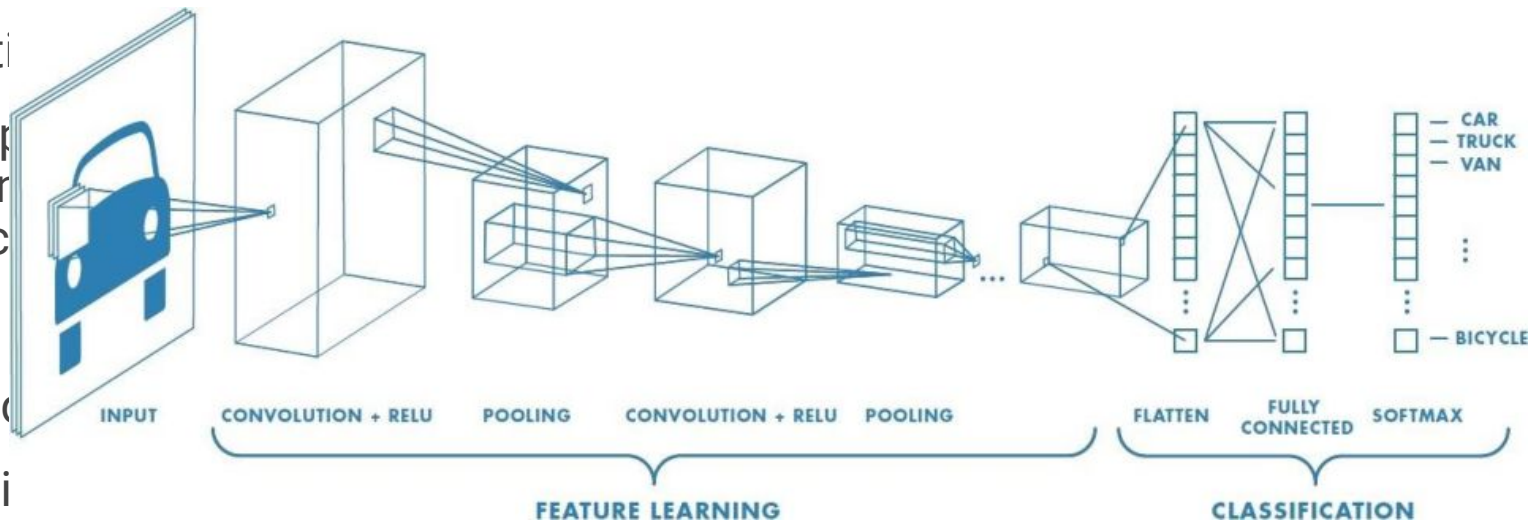 CAR
TRUCK
VAN
BICYCLE
INPUT
CONVOLUTION + RELU
POOLING
CONVOLUTION + RELU
POOLING
FLATTEN
FULLY
CONNECTED
SOFTMAX
FEATURE LEARNING
CLASSIFICATION